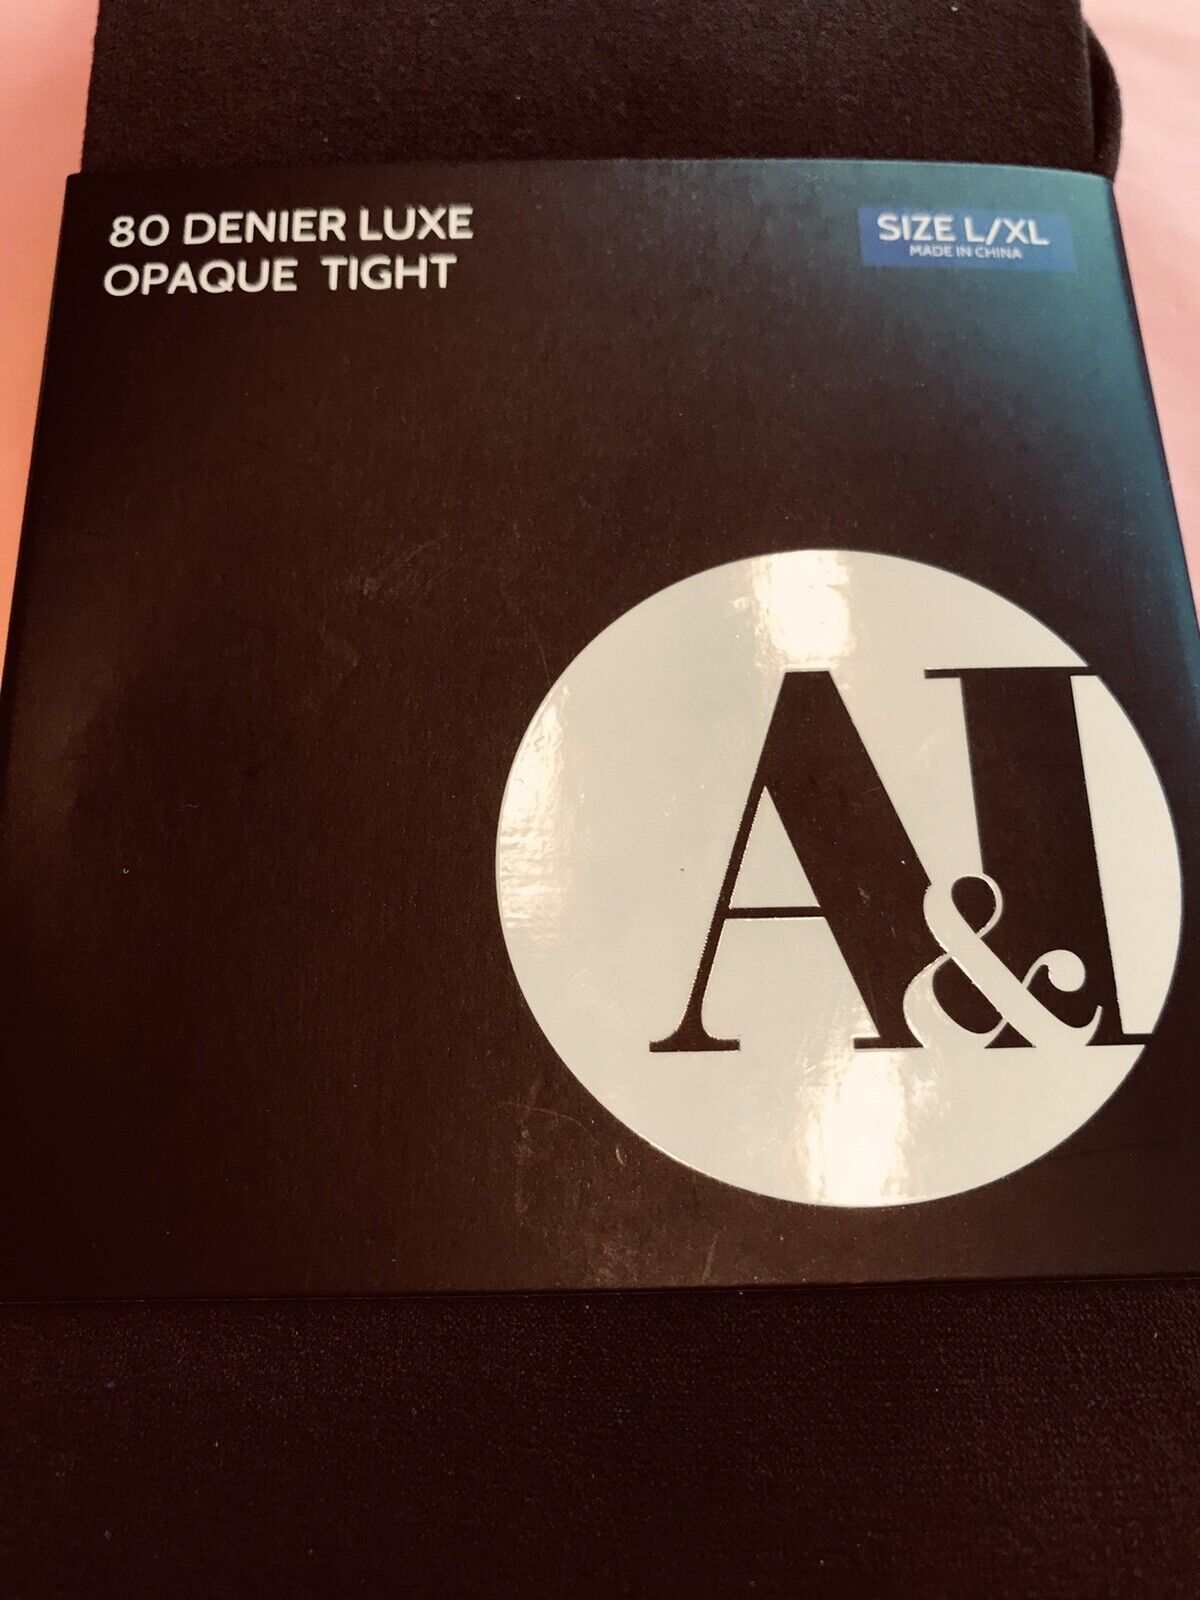 80 DENIER LUXE
OPAQUE TIGHT
SIZE L/XL
MADE IN CHINA
A&I